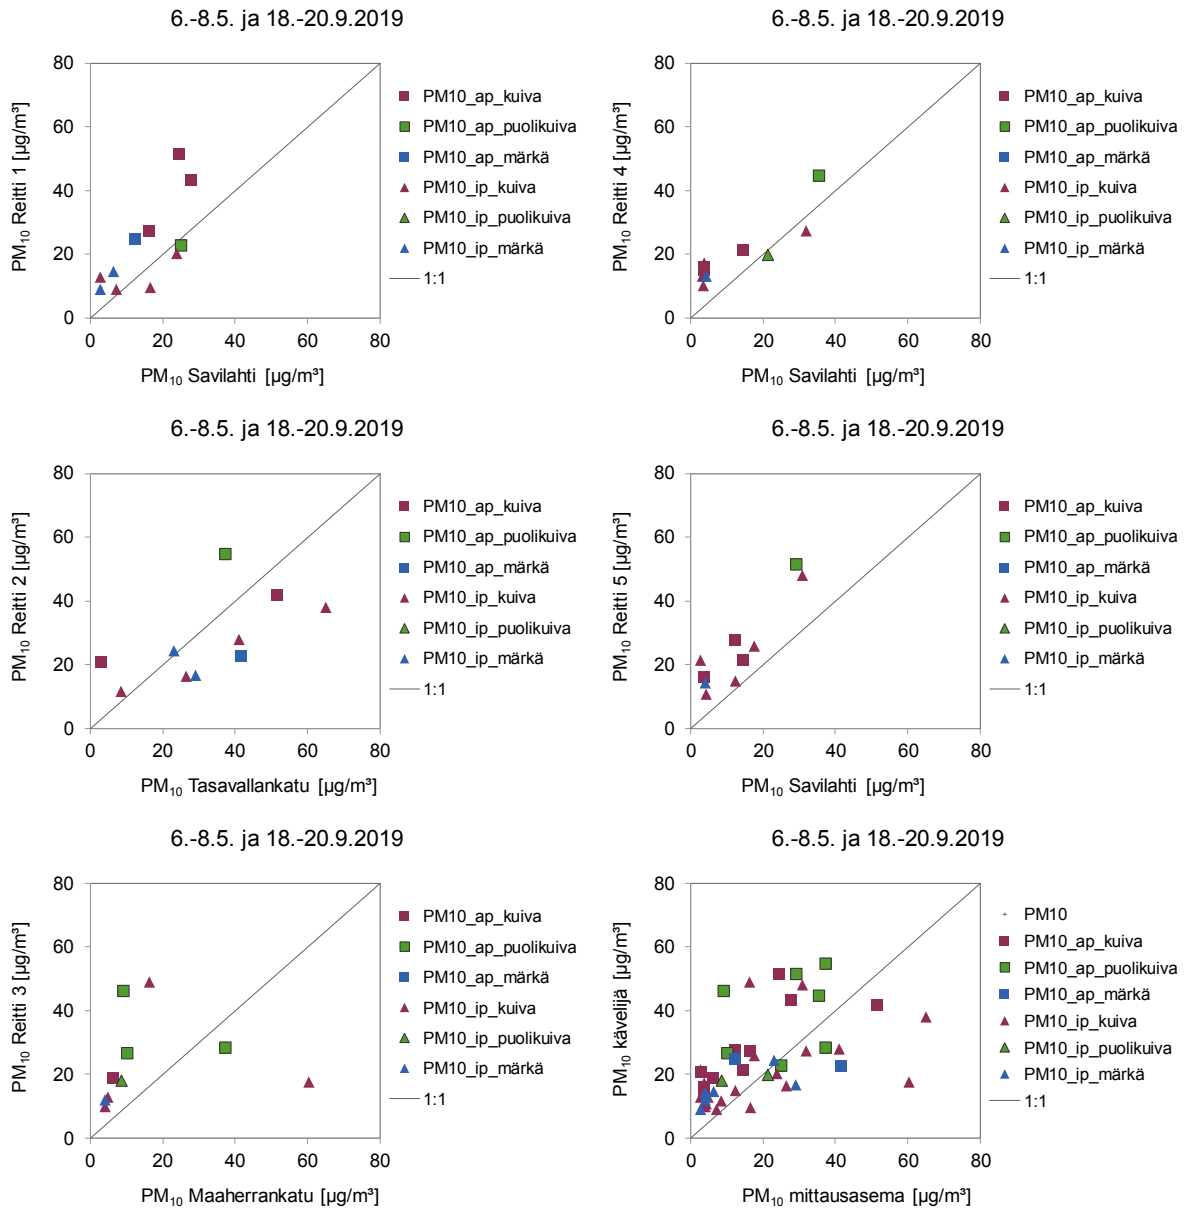 6.-8.5. ja 18.-20.9.2019
80
60
40
20
0
0 20 40 60 80
PM₁₀ Reitti 1 [µg/m³]
PM₁₀ Savilahti [µg/m³]
PM10_ap_kuiva
PM10_ap_puolikuiva
PM10_ap_märkä
PM10_ip_kuiva
PM10_ip_puolikuiva
PM10_ip_märkä
1:1
6.-8.5. ja 18.-20.9.2019
80
60
40
20
0
0 20 40 60 80
PM₁₀ Reitti 4 [µg/m³]
PM₁₀ Savilahti [µg/m³]
PM10_ap_kuiva
PM10_ap_puolikuiva
PM10_ap_märkä
PM10_ip_kuiva
PM10_ip_puolikuiva
PM10_ip_märkä
1:1
6.-8.5. ja 18.-20.9.2019
80
60
40
20
0
0 20 40 60 80
PM₁₀ Reitti 2 [µg/m³]
PM₁₀ Tasavallankatu [µg/m³]
PM10_ap_kuiva
PM10_ap_puolikuiva
PM10_ap_märkä
PM10_ip_kuiva
PM10_ip_puolikuiva
PM10_ip_märkä
1:1
6.-8.5. ja 18.-20.9.2019
80
60
40
20
0
0 20 40 60 80
PM₁₀ Reitti 5 [µg/m³]
PM₁₀ Savilahti [µg/m³]
PM10_ap_kuiva
PM10_ap_puolikuiva
PM10_ap_märkä
PM10_ip_kuiva
PM10_ip_puolikuiva
PM10_ip_märkä
1:1
6.-8.5. ja 18.-20.9.2019
80
60
40
20
0
0 20 40 60 80
PM₁₀ Reitti 3 [µg/m³]
PM₁₀ Maaherrankatu [µg/m³]
PM10_ap_kuiva
PM10_ap_puolikuiva
PM10_ap_märkä
PM10_ip_kuiva
PM10_ip_puolikuiva
PM10_ip_märkä
1:1
6.-8.5. ja 18.-20.9.2019
80
60
40
20
0
0 20 40 60 80
PM₁₀ kävelijä [µg/m³]
PM₁₀ mittausasema [µg/m³]
PM10
PM10_ap_kuiva
PM10_ap_puolikuiva
PM10_ap_märkä
PM10_ip_kuiva
PM10_ip_puolikuiva
PM10_ip_märkä
1:1